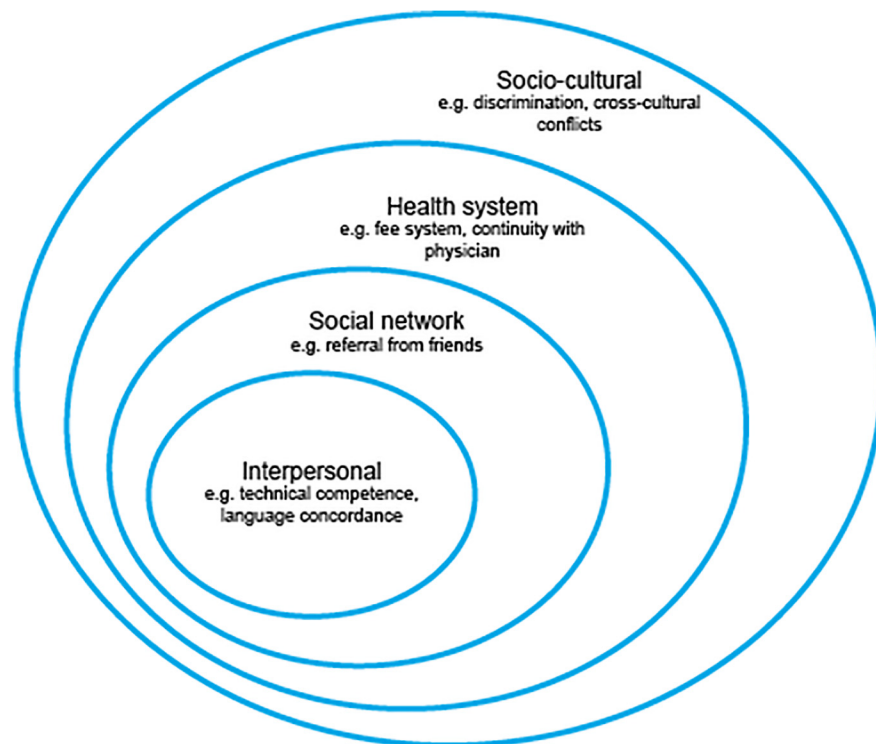 Socio-cultural
e.g. discrimination, cross-cultural
conflicts
Health system
e.g. fee system, continuity with
physician
Social network
e.g. referral from friends
Interpersonal
e.g. technical competence,
language concordance